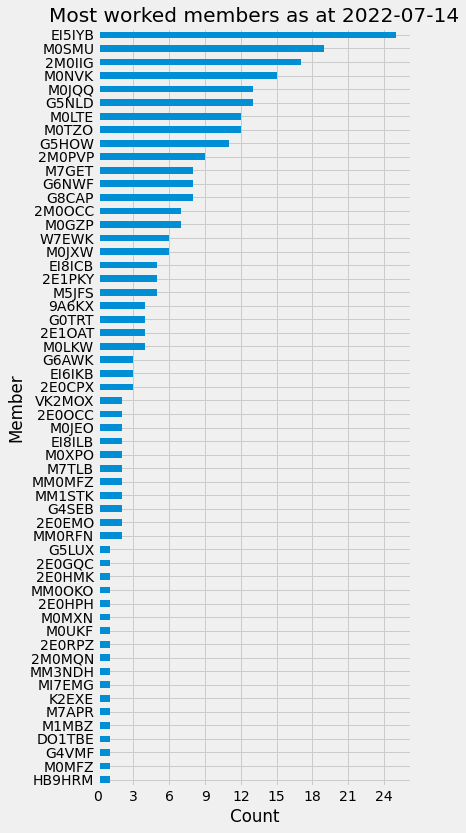 Most worked members as at 2022-07-14
EI5IYB
M0SMU
2M0IIG
M0NVK
M0JQQ
G5NLD
M0LTE
M0TZO
G5HOW
2M0PVP
M7GET
G6NWF
G8CAP
2M0OCC
M0GZP
W7EWK
M0JXW
EI8ICB
2E1PKY
M5JFS
9A6KX
G0TRT
2E1OAT
M0LKW
G6AWK
EI6IKB
2E0CPX
VK2MOX
2E0OCC
M0JEO
EI8ILB
M0XPO
M7TLB
MM0MFZ
MM1STK
G4SEB
2E0EMO
MM0RFN
G5LUX
2E0GQC
2E0HMK
MM0OKO
2E0HPH
M0MXN
M0UKF
2E0RPZ
2M0MQN
MM3NDH
MI7EMG
K2EXE
M7APR
M1MBZ
DO1TBE
G4VMF
M0MFZ
HB9HRM
Member
0 3 6 9 12 15 18 21 24
Count